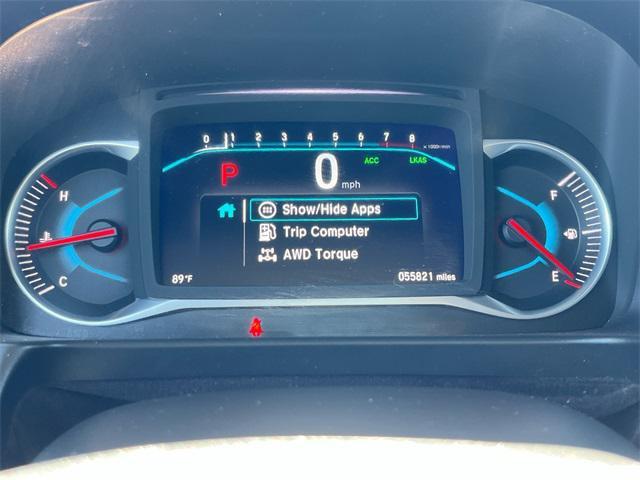 0 1 2 3 4 5 6 7 8 x 1000r/min
P 0 mph ACC LKAS
H F
Show/Hide Apps
Trip Computer
AWD Torque
C E
89°F 055821 miles